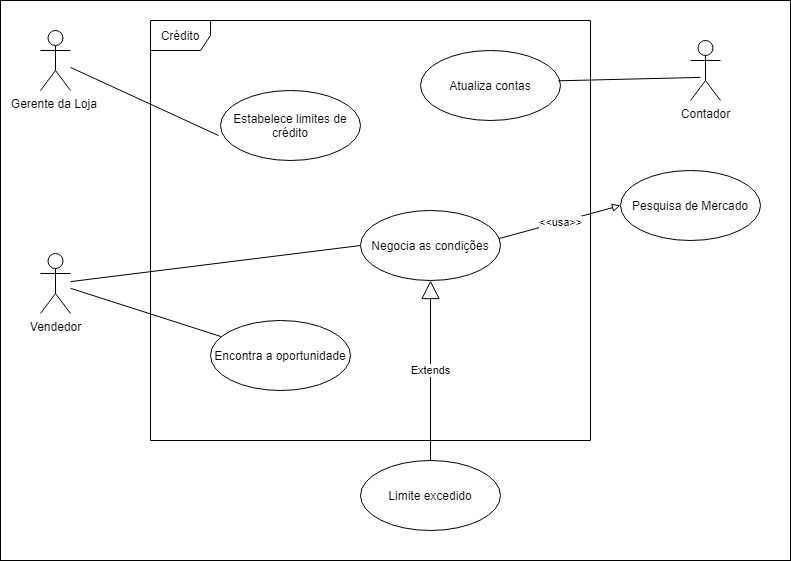 Crédito
Gerente da Loja
Estabelece limites de
crédito
Atualiza contas
Contador
Pesquisa de Mercado
<<usa>>
Negocia as condições
Vendedor
Encontra a oportunidade
Extends
Limite excedido